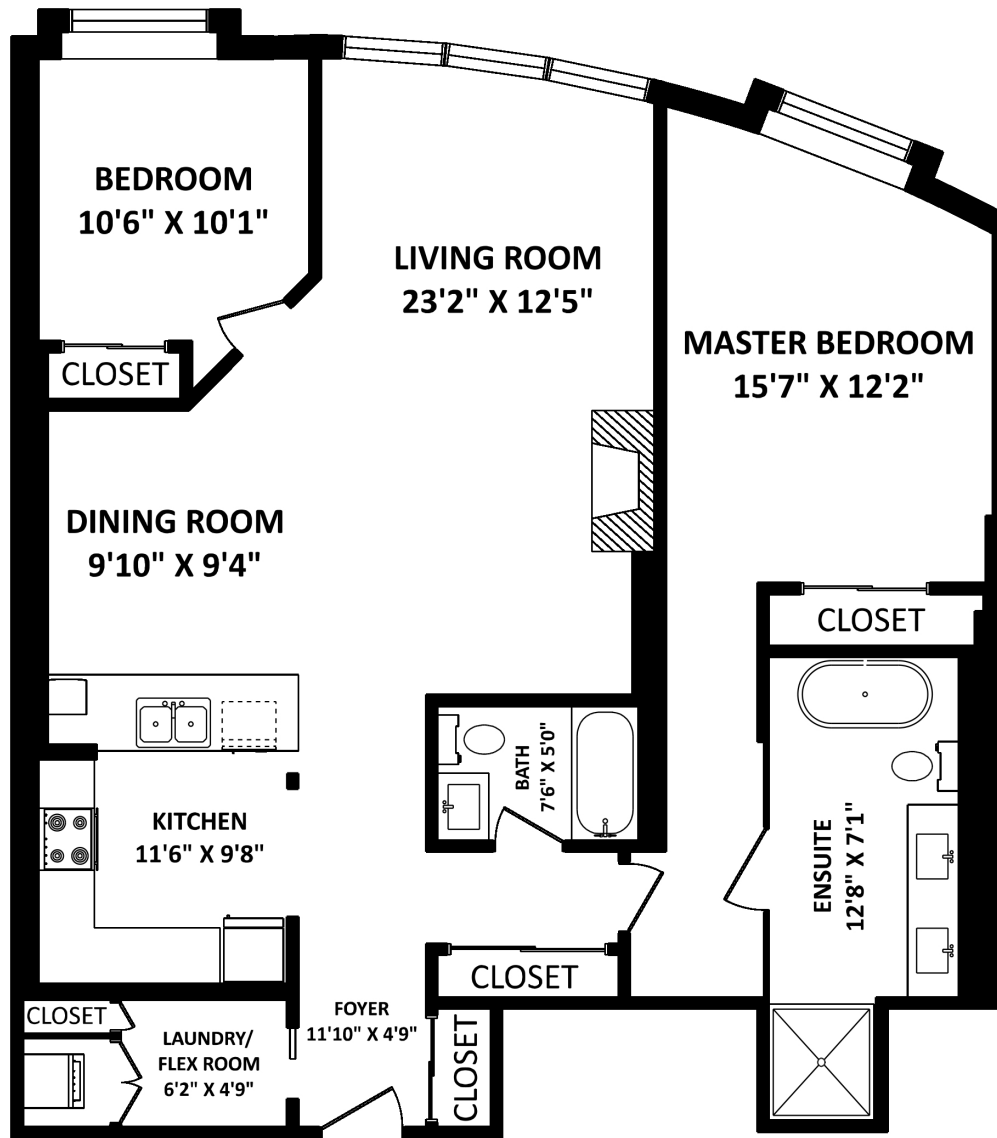 BEDROOM
10'6" X 10'1"
LIVING ROOM
23'2" X 12'5"
MASTER BEDROOM
15'7" X 12'2"
CLOSET
DINING ROOM
9'10" X 9'4"
CLOSET
BATH
7'6" X 5'0"
KITCHEN
11'6" X 9'8"
ENSUITE
12'8" X 7'1"
CLOSET
CLOSET
FOYER
11'10" X 4'9"
LAUNDRY/
FLEX ROOM
6'2" X 4'9"
CLOSET